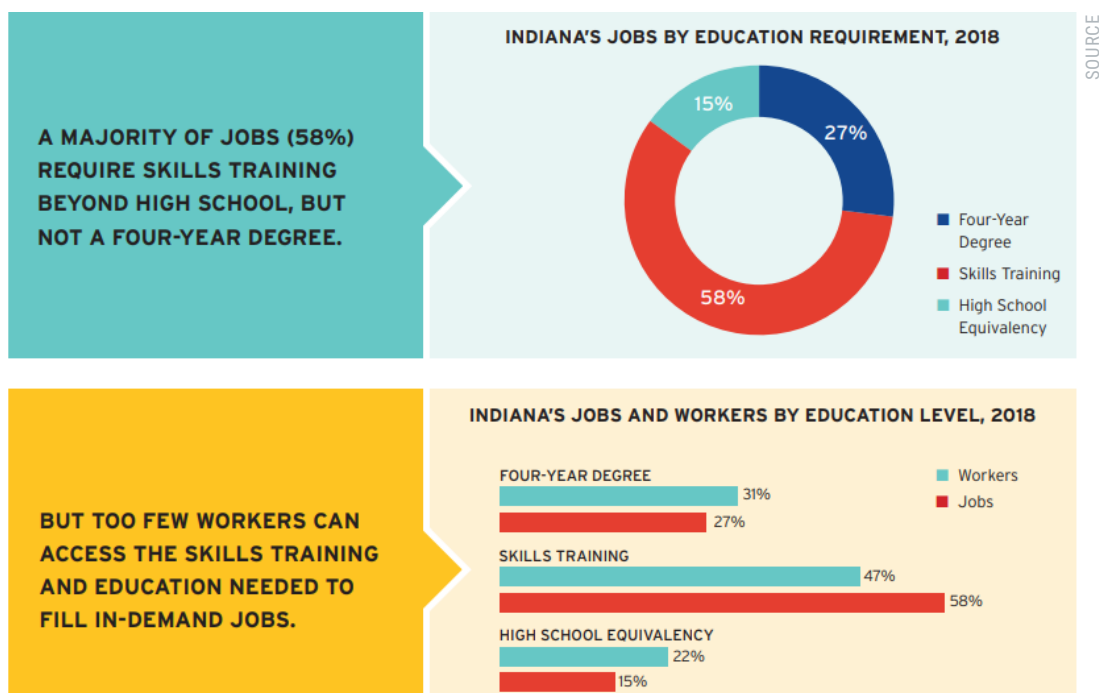 A MAJORITY OF JOBS (58%)
REQUIRE SKILLS TRAINING
BEYOND HIGH SCHOOL, BUT
NOT A FOUR-YEAR DEGREE.
INDIANA'S JOBS BY EDUCATION REQUIREMENT, 2018
15%
27%
58%
Four-Year
Degree
Skills Training
High School
Equivalency
SOURCE
BUT TOO FEW WORKERS CAN
ACCESS THE SKILLS TRAINING
AND EDUCATION NEEDED TO
FILL IN-DEMAND JOBS.
INDIANA'S JOBS AND WORKERS BY EDUCATION LEVEL, 2018
Workers
Jobs
FOUR-YEAR DEGREE
31%
27%
SKILLS TRAINING
47%
58%
HIGH SCHOOL EQUIVALENCY
22%
15%